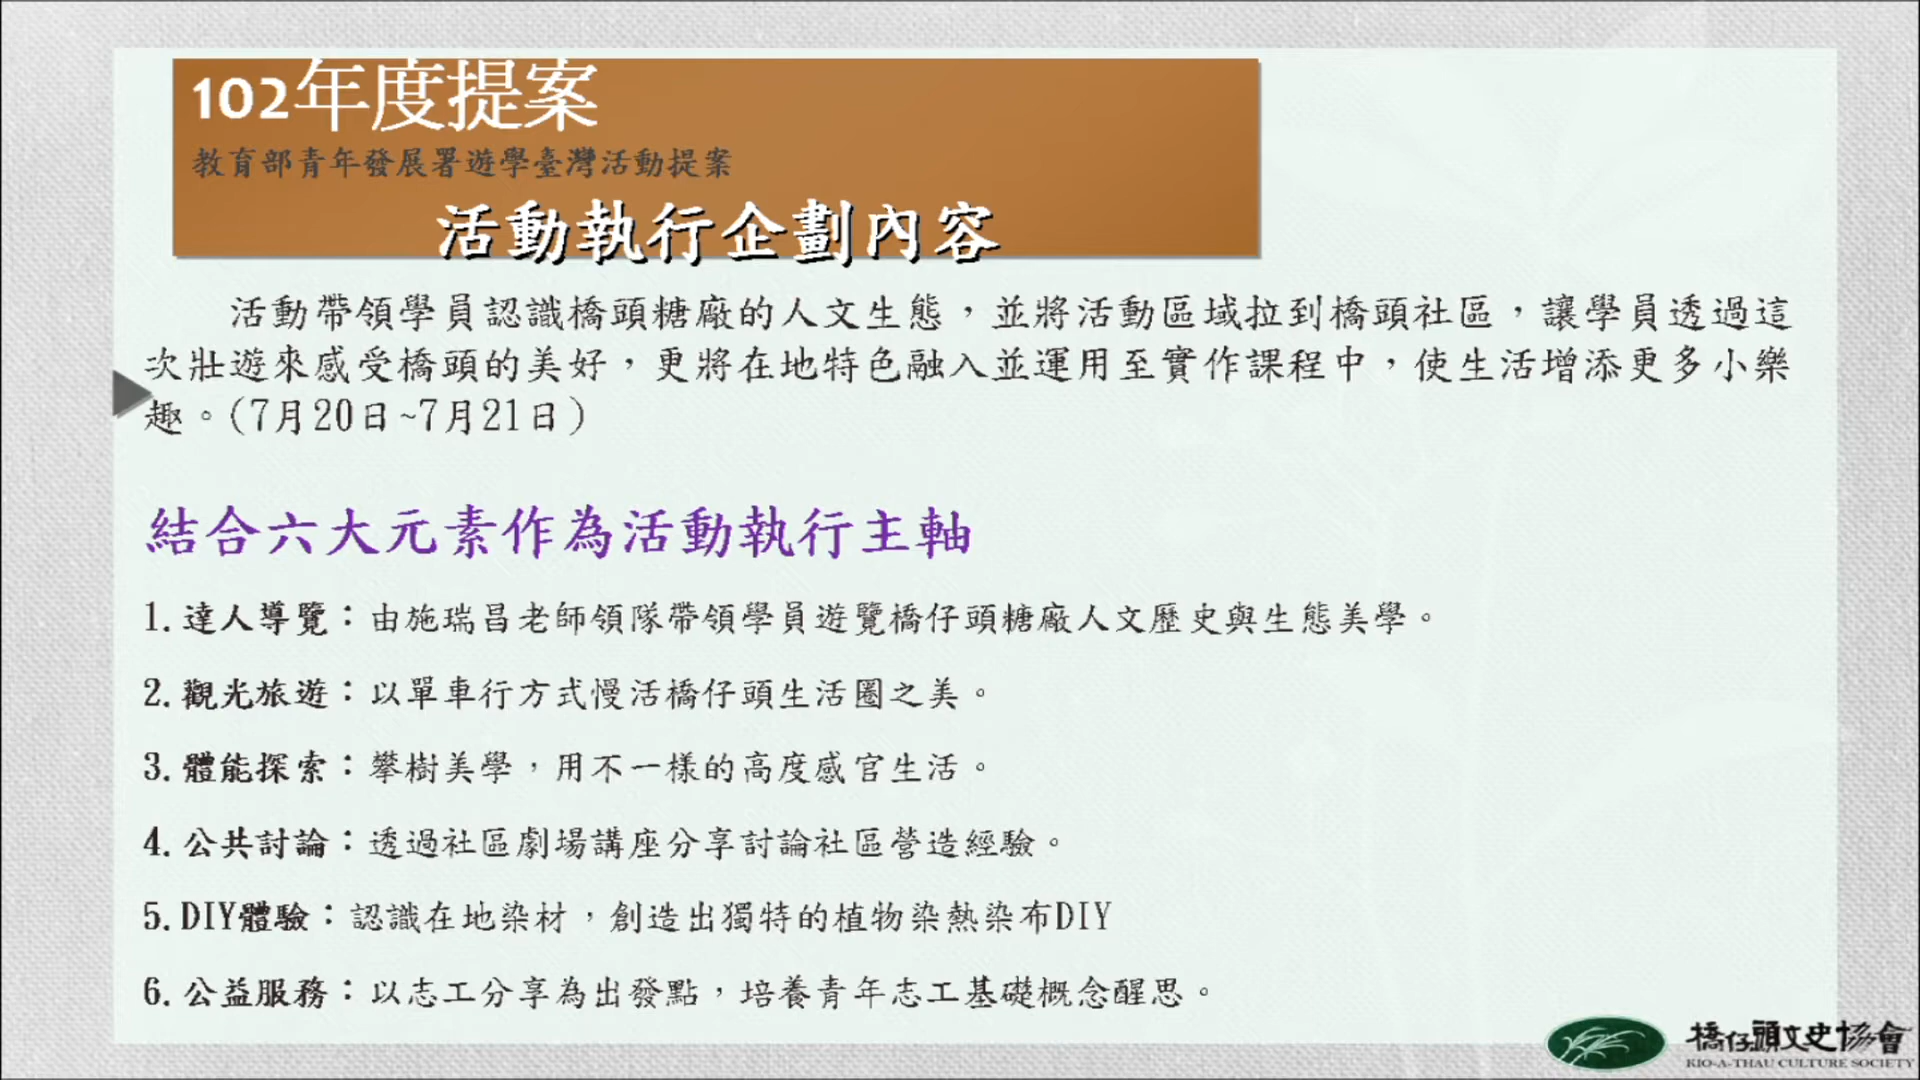 102年度提案
教育部青年發展署遊學臺灣活動提案
活動執行企劃內容
活動帶領學員認識橋頭糖廠的人文生態，並將活動區域拉到橋頭社區，讓學員透過這
次壯遊來感受橋頭的美好，更將在地特色融入並運用至實作課程中，使生活增添更多小樂
趣。(7月20日~7月21日)
結合六大元素作為活動執行主軸
1.達人導覽：由施瑞昌老師領隊帶領學員遊覽橋仔頭糖廠人文歷史與生態美學。
2.觀光旅遊：以單車行方式慢活橋仔頭生活圈之美。
3.體能探索：攀樹美學，用不一樣的高度感官生活。
4.公共討論：透過社區劇場講座分享討論社區營造經驗。
5.DIY體驗：認識在地染材，創造出獨特的植物染熱染布DIY
6.公益服務：以志工分享為出發點，培養青年志工基礎概念醒思。
橋仔頭文史協會
KIO-A-THAU CULTURE SOCIETY